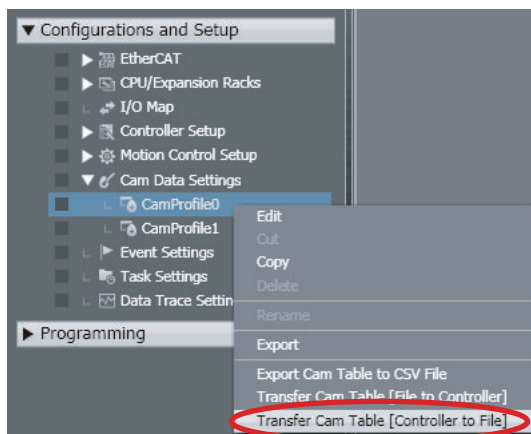 Configurations and Setup
EtherCAT
CPU/Expansion Racks
I/O Map
Controller Setup
Motion Control Setup
Cam Data Settings
CamProfile0
CamProfile1
Event Settings
Task Settings
Data Trace Settin
Programming
Edit
Cut
Copy
Delete
Rename
Export
Export Cam Table to CSV File
Transfer Cam Table [File to Controller]
Transfer Cam Table [Controller to File]